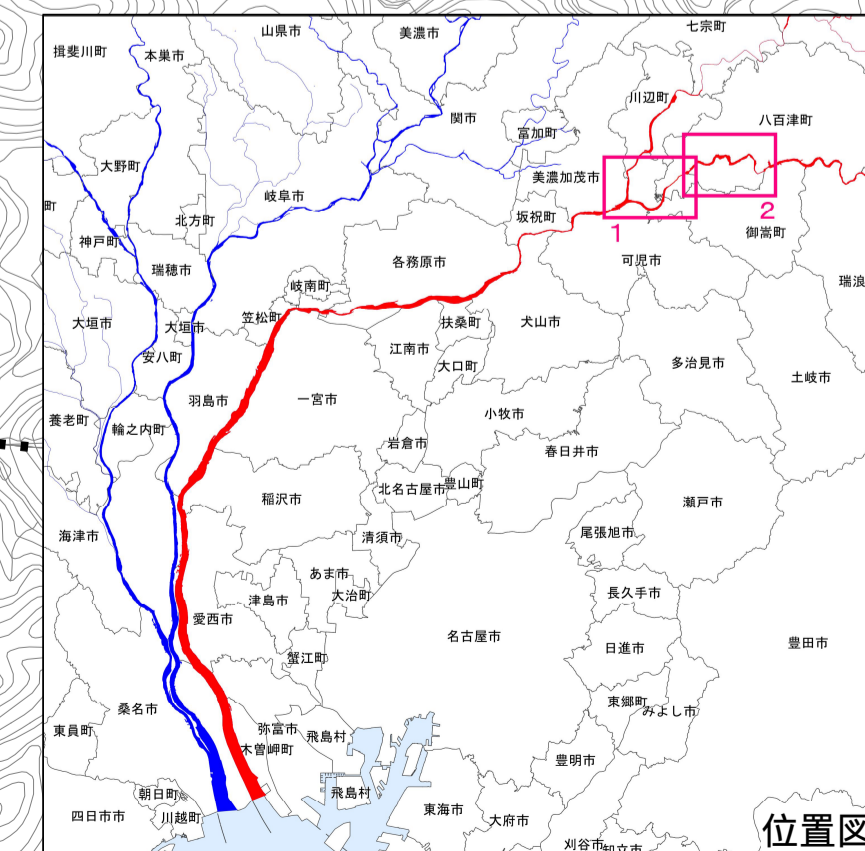 七宗町
山県市
美濃市
揖斐川町
本巣市
川辺町
関市
八百津町
富加町
大野町
美濃加茂市
岐阜市
町
坂祝町
北方町
2
1
御嵩町
神戸町
瑞穂市
各務原市
可児市
岐南町
瑞浪
大垣市
大垣市
笠松町
扶桑町
犬山市
江南市
安八町
大口町
多治見市
土岐市
羽島市
一宮市
養老町
輪之内町
小牧市
岩倉市
春日井市
北名古屋市
豊山町
稲沢市
瀬戸市
海津市
清須市
尾張旭市
あま市
大治町
津島市
長久手市
愛西市
名古屋市
日進市
豊田市
蟹江町
東郷町
みよし市
桑名市
東員町
弥富市
飛島村
木曽岬町
豊明市
朝日町
飛島村
四日市市
川越町
東海市
大府市
位置図
刈谷市
知立市